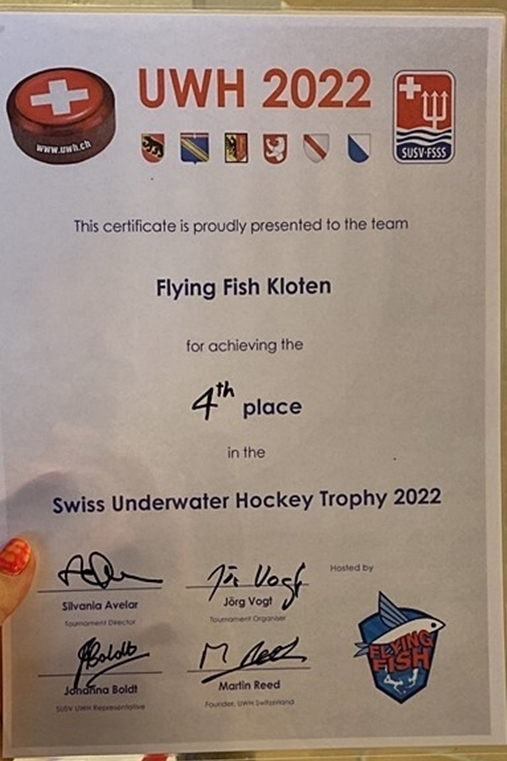 UWH 2022
www.uwh.ch
SUSV-FSSS
This certificate is proudly presented to the team
Flying Fish Kloten
for achieving the
4th place
in the
Swiss Underwater Hockey Trophy 2022
Silvania Avelar
Tournament Director
Jörg Vogt
Tournament Organiser
Hosted by
Johanna Boldt
SUSV UWH Representative
Martin Reed
Founder, UWH Switzerland
FLYING
FISH